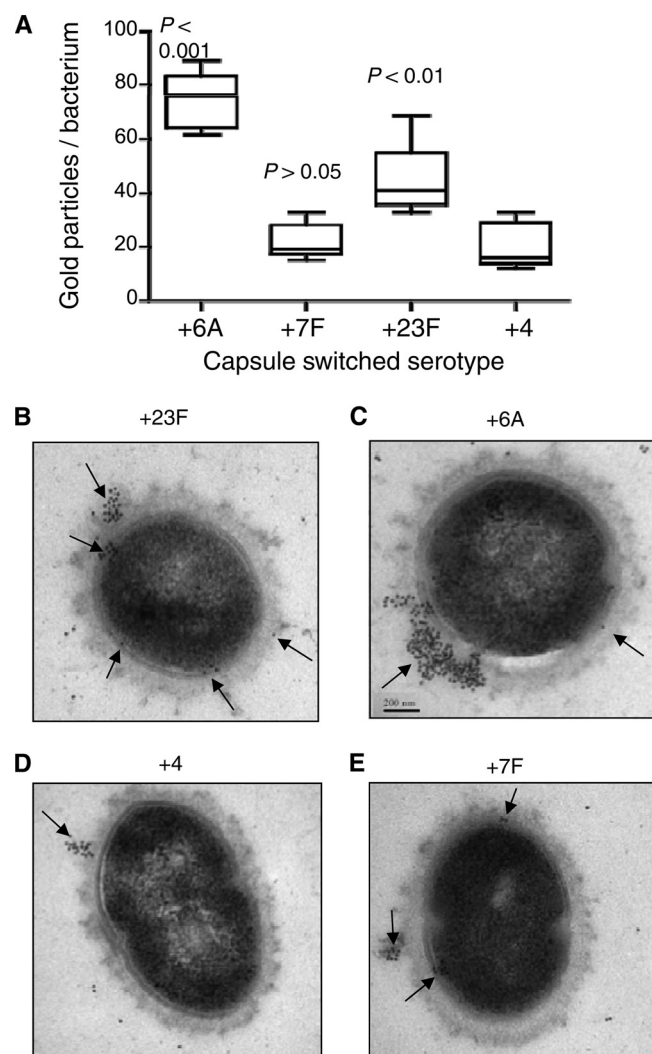 A
P <
0.001
P > 0.05
P < 0.01
Gold particles / bacterium
100
80
60
40
20
0
+6A
+7F
+23F
+4
Capsule switched serotype
B
+23F
C
+6A
200 nm
D
+4
E
+7F